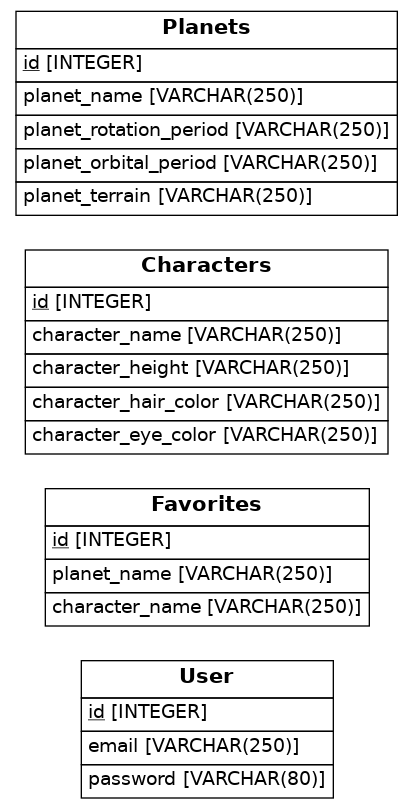 Planets
id [INTEGER]
planet_name [VARCHAR(250)]
planet_rotation_period [VARCHAR(250)]
planet_orbital_period [VARCHAR(250)]
planet_terrain [VARCHAR(250)]
Characters
id [INTEGER]
character_name [VARCHAR(250)]
character_height [VARCHAR(250)]
character_hair_color [VARCHAR(250)]
character_eye_color [VARCHAR(250)]
Favorites
id [INTEGER]
planet_name [VARCHAR(250)]
character_name [VARCHAR(250)]
User
id [INTEGER]
email [VARCHAR(250)]
password [VARCHAR(80)]